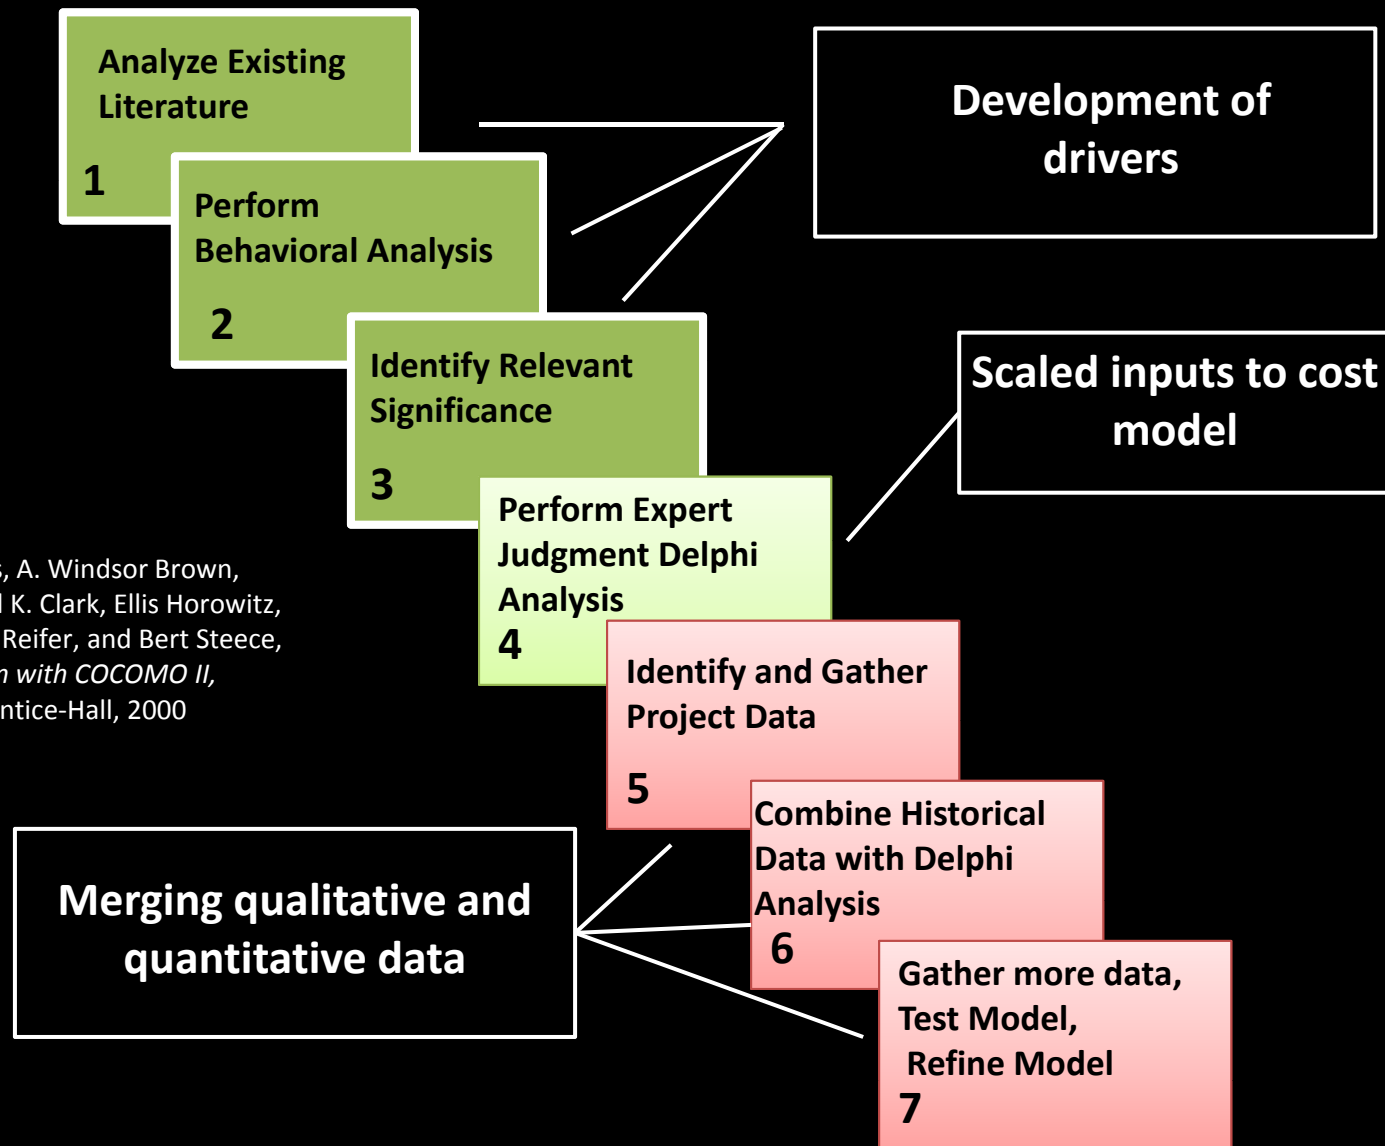 Analyze Existing
Literature
1
Perform
Behavioral Analysis
2
Identify Relevant
Significance
3
Perform Expert
Judgment Delphi
Analysis
4
Identify and Gather
Project Data
5
Combine Historical
Data with Delphi
Analysis
6
Gather more data,
Test Model,
Refine Model
7
Development of
drivers
Scaled inputs to cost
model
A. Windsor Brown,
K. Clark, Ellis Horowitz,
Reifer, and Bert Steece,
with COCOMO II,
ntice-Hall, 2000
Merging qualitative and
quantitative data